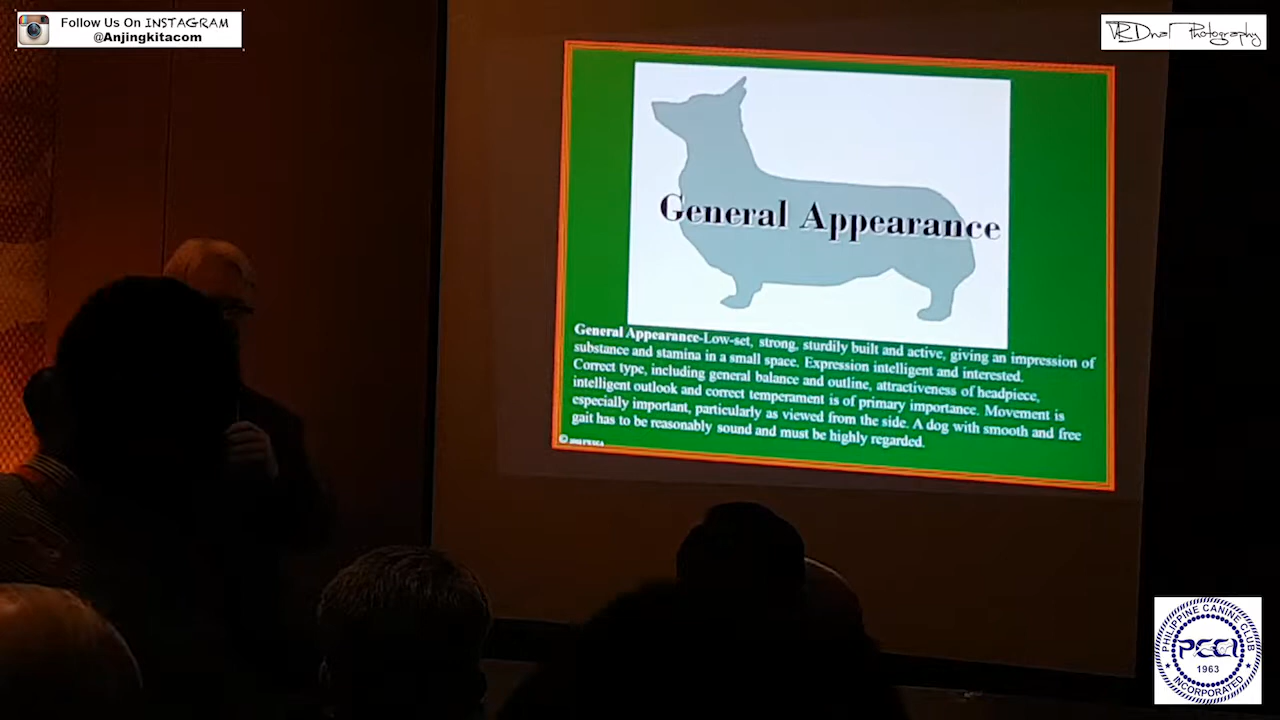 Follow Us On INSTAGRAM
@Anjingkitacom
VRDnal Photography
General Appearance
General Appearance-Low-set, strong, sturdily built and active, giving an impression of
substance and stamina in a small space. Expression intelligent and interested.
Correct type, including general balance and outline, attractiveness of headpiece,
intelligent outlook and correct temperament is of primary importance. Movement is
especially important, particularly as viewed from the side. A dog with smooth and free
gait has to be reasonably sound and must be highly regarded.
©
PHILIPPINE CANINE CLUB
PCCI
1963
INCORPORATED